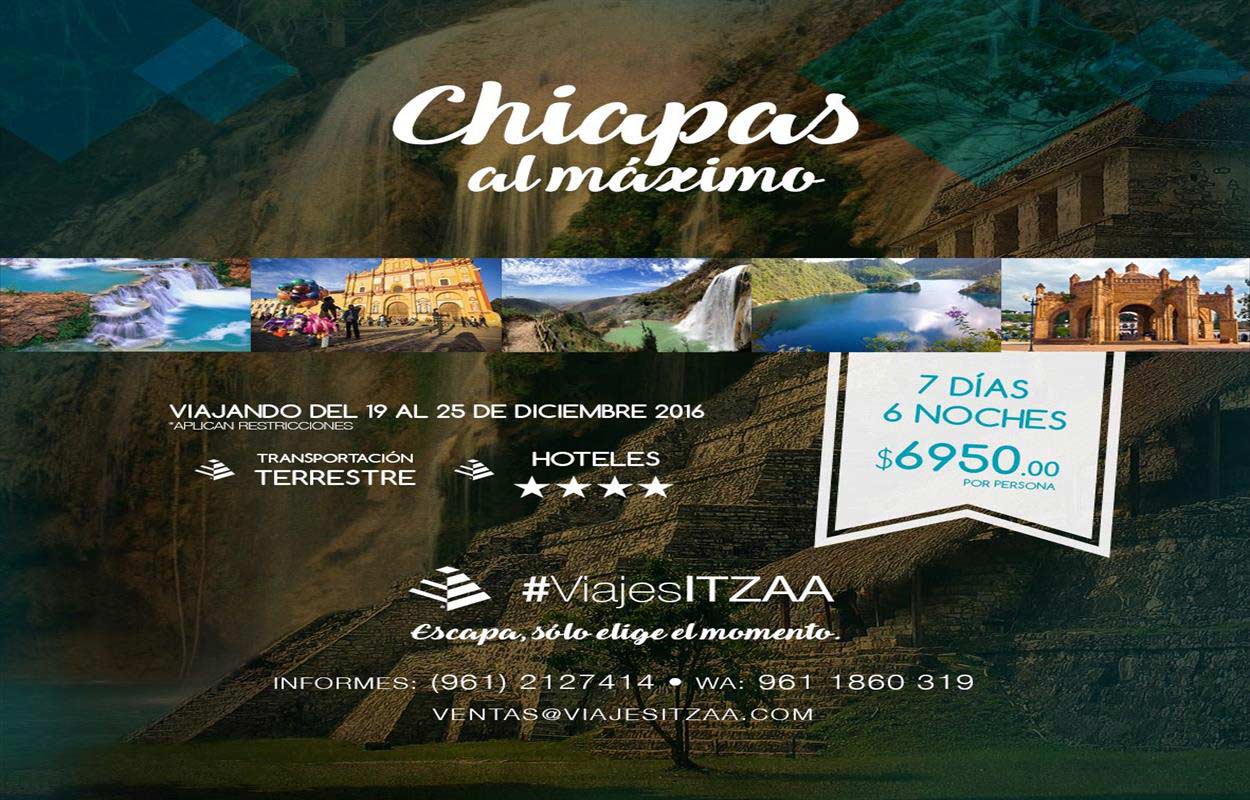 Chiapas
al máximo
VIAJANDO DEL 19 AL 25 DE DICIEMBRE 2016
*APLICAN RESTRICCIONES
TRANSPORTACIÓN
TERRESTRE
HOTELES
7 DÍAS
6 NOCHES
$6950.00
POR PERSONA
#ViajesITZAA
Escapa, sólo elige el momento.
INFORMES: (961) 2127414 • WA: 961 1860 319
VENTAS@VIAJESITZAA.COM